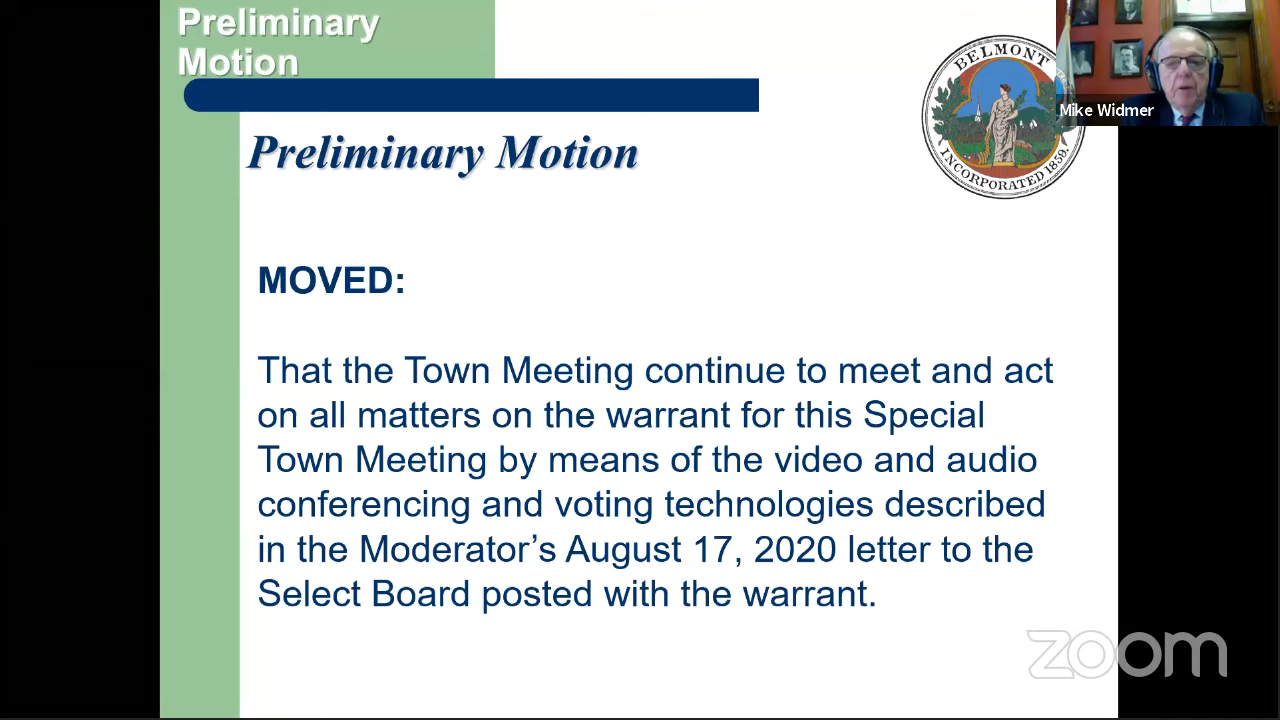 Preliminary
Motion
BELMONT
INCORPORATED 1859.
Mike Widmer
Preliminary Motion
MOVED:
That the Town Meeting continue to meet and act
on all matters on the warrant for this Special
Town Meeting by means of the video and audio
conferencing and voting technologies described
in the Moderator’s August 17, 2020 letter to the
Select Board posted with the warrant.
zoom